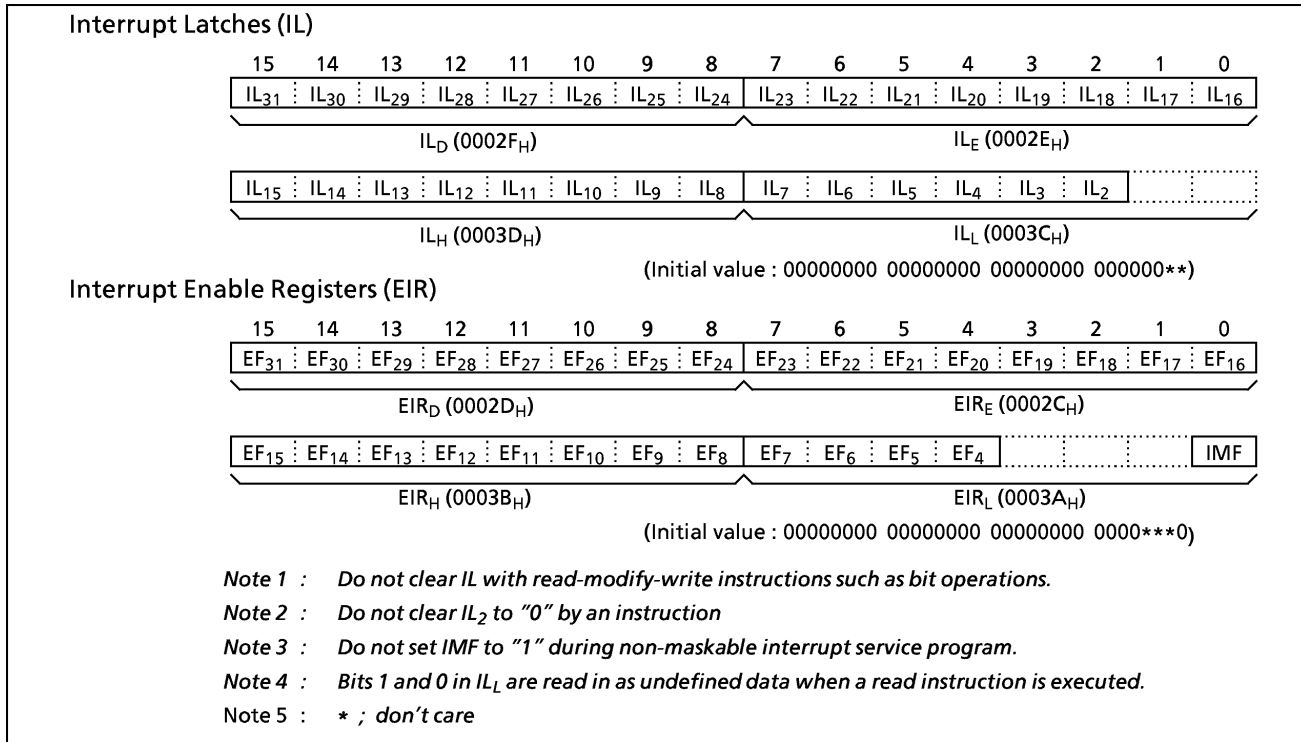 Interrupt Latches (IL)
15 14 13 12 11 10 9 8 7 6 5 4 3 2 1 0
IL31 IL30 IL29 IL28 IL27 IL26 IL25 IL24 IL23 IL22 IL21 IL20 IL19 IL18 IL17 IL16
ILD (0002FH) ILE (0002EH)
IL15 IL14 IL13 IL12 IL11 IL10 IL9 IL8 IL7 IL6 IL5 IL4 IL3 IL2
ILH (0003DH) ILL (0003CH)
(Initial value : 00000000 00000000 00000000 000000**)
Interrupt Enable Registers (EIR)
15 14 13 12 11 10 9 8 7 6 5 4 3 2 1 0
EF31 EF30 EF29 EF28 EF27 EF26 EF25 EF24 EF23 EF22 EF21 EF20 EF19 EF18 EF17 EF16
EIRD (0002DH) EIRE (0002CH)
EF15 EF14 EF13 EF12 EF11 EF10 EF9 EF8 EF7 EF6 EF5 EF4 IMF
EIRH (0003BH) EIRL (0003AH)
(Initial value : 00000000 00000000 00000000 0000***0)
Note 1 : Do not clear IL with read-modify-write instructions such as bit operations.
Note 2 : Do not clear IL2 to "0" by an instruction
Note 3 : Do not set IMF to "1" during non-maskable interrupt service program.
Note 4 : Bits 1 and 0 in ILL are read in as undefined data when a read instruction is executed.
Note 5 : * ; don't care